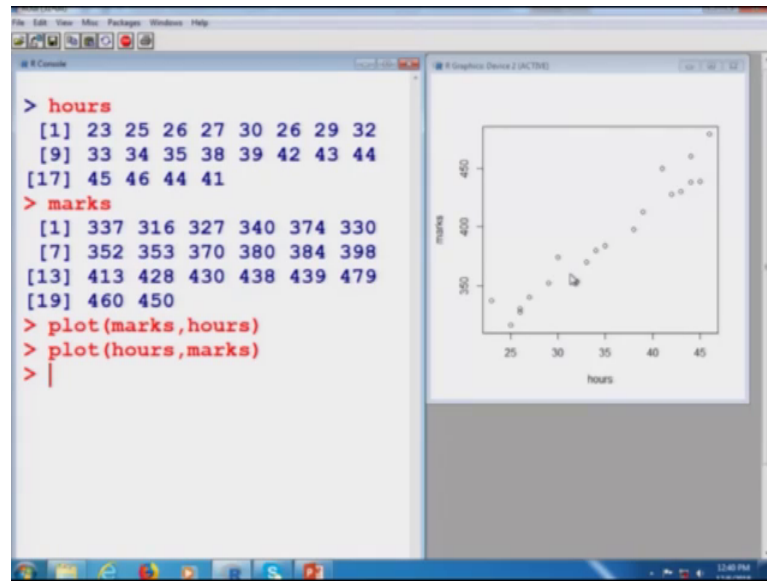 File Edit View Misc Packages Windows Help
R Console
> hours
[1] 23 25 26 27 30 26 29 32
[9] 33 34 35 38 39 42 43 44
[17] 45 46 44 41
> marks
[1] 337 316 327 340 374 330
[7] 352 353 370 380 384 398
[13] 413 428 430 438 439 479
[19] 460 450
> plot(marks,hours)
> plot(hours,marks)
>
R Graphics: Device 2 (ACTIVE)
450
400
350
marks
25 30 35 40 45
hours
12:40 PM